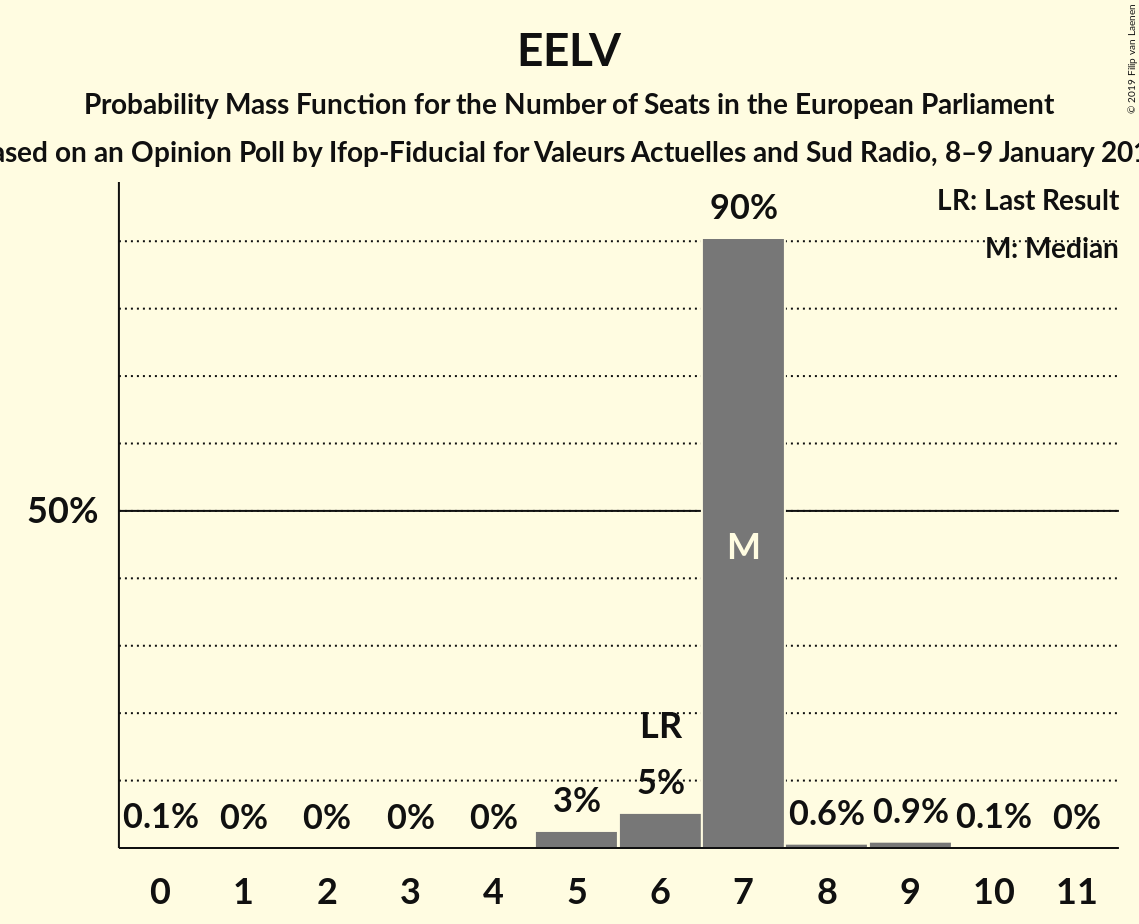 © 2019 Filip van Laenen
EELV
Probability Mass Function for the Number of Seats in the European Parliament
on an Opinion Poll by Ifop-Fiducial for Valeurs Actuelles and Sud Radio, 8–9 January
LR: Last Result
M: Median
90%
50%
M
LR
0.1% 0% 0% 0% 0% 3% 5% 0.6% 0.9% 0.1% 0%
0 1 2 3 4 5 6 7 8 9 10 11